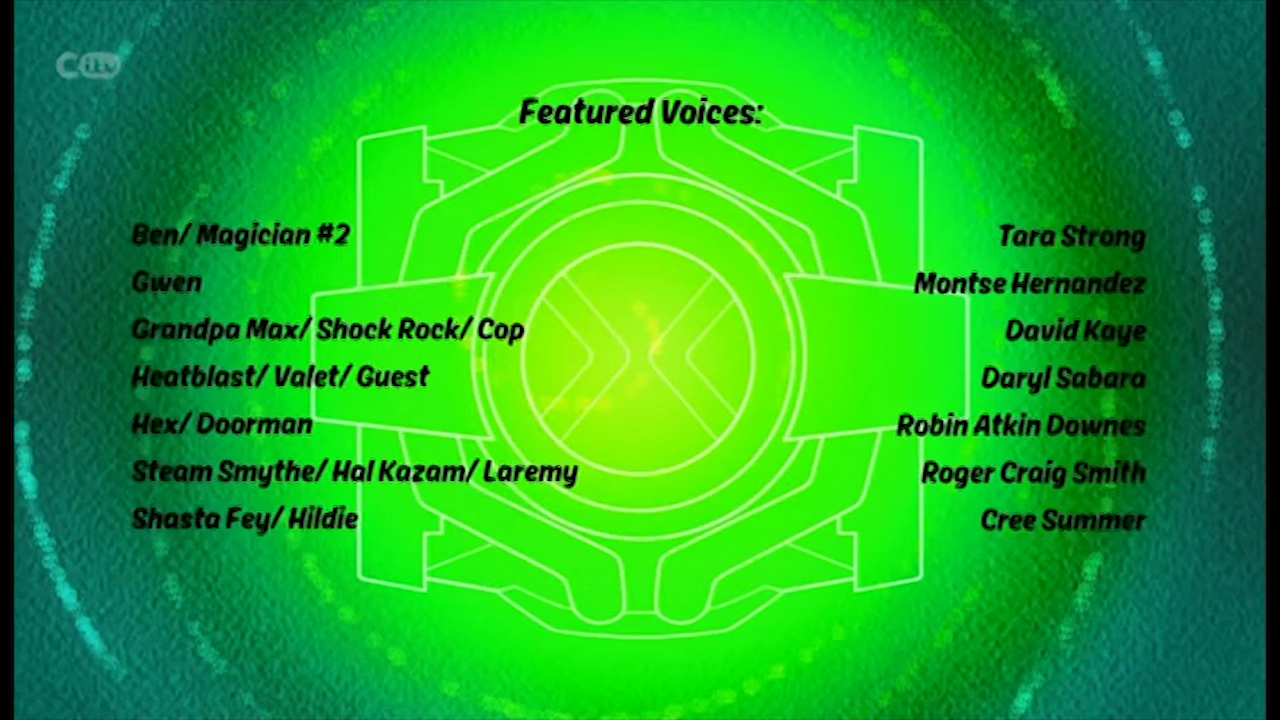 Citv
Featured Voices:
Ben/ Magician #2 Tara Strong
Gwen Montse Hernandez
Grandpa Max/ Shock Rock/ Cop David Kaye
Heatblast/ Valet/ Guest Daryl Sabara
Hex/ Doorman Robin Atkin Downes
Steam Smythe/ Hal Kazam/ Laremy Roger Craig Smith
Shasta Fey/ Hildie Cree Summer